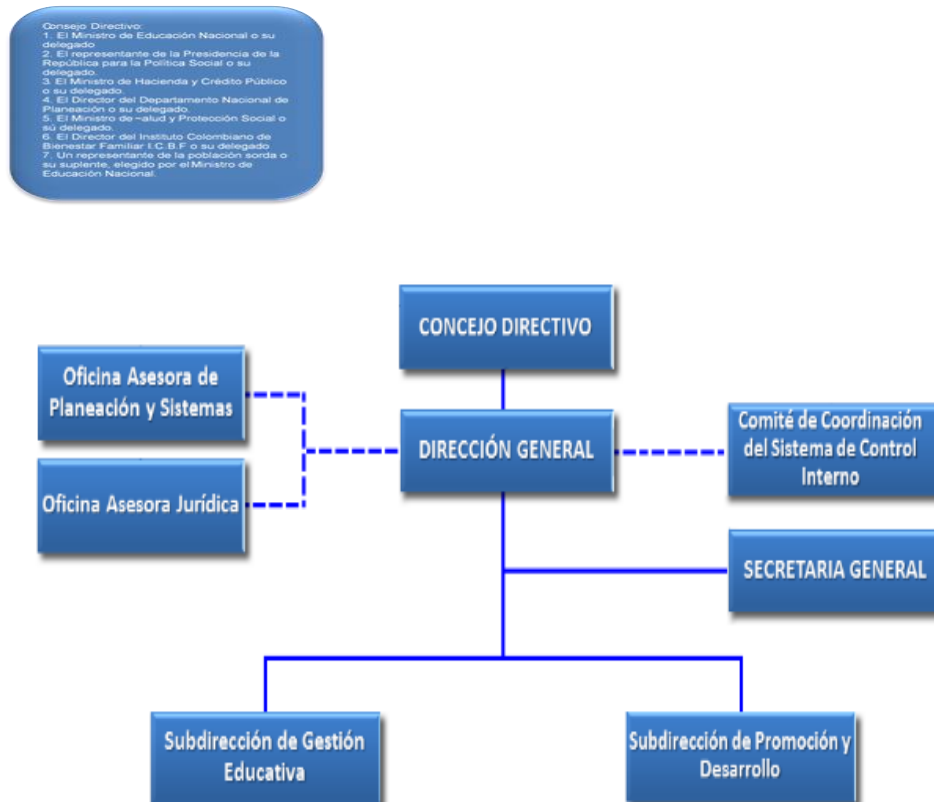 Consejo Directivo:
1. El Ministro de Educación Nacional o su
delegado
2. El representante de la Presidencia de la
República para la Política Social o su
delegado.
3. El Ministro de Hacienda y Crédito Público
o su delegado.
4. El Director del Departamento Nacional de
Planeación o su delegado.
5. El Ministro de ~alud y Protección Social o
sú delegado.
6. El Director del Instituto Colombiano de
Bienestar Familiar I.C.B.F o su delegado
7. Un representante de la población sorda o
su suplente, elegido por el Ministro de
Educación Nacional.
CONCEJO DIRECTIVO
Oficina Asesora de
Planeación y Sistemas
DIRECCIÓN GENERAL
Comité de Coordinación
del Sistema de Control
Interno
Oficina Asesora Jurídica
SECRETARIA GENERAL
Subdirección de Gestión
Educativa
Subdirección de Promoción y
Desarrollo